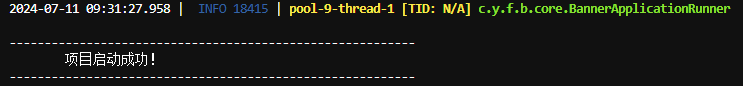 2024-07-11 09:31:27.958 |  INFO 18415 | pool-9-thread-1 [TID: N/A] c.y.f.b.core.BannerApplicationRunner
----------------------------------------------------------
项目启动成功!
----------------------------------------------------------